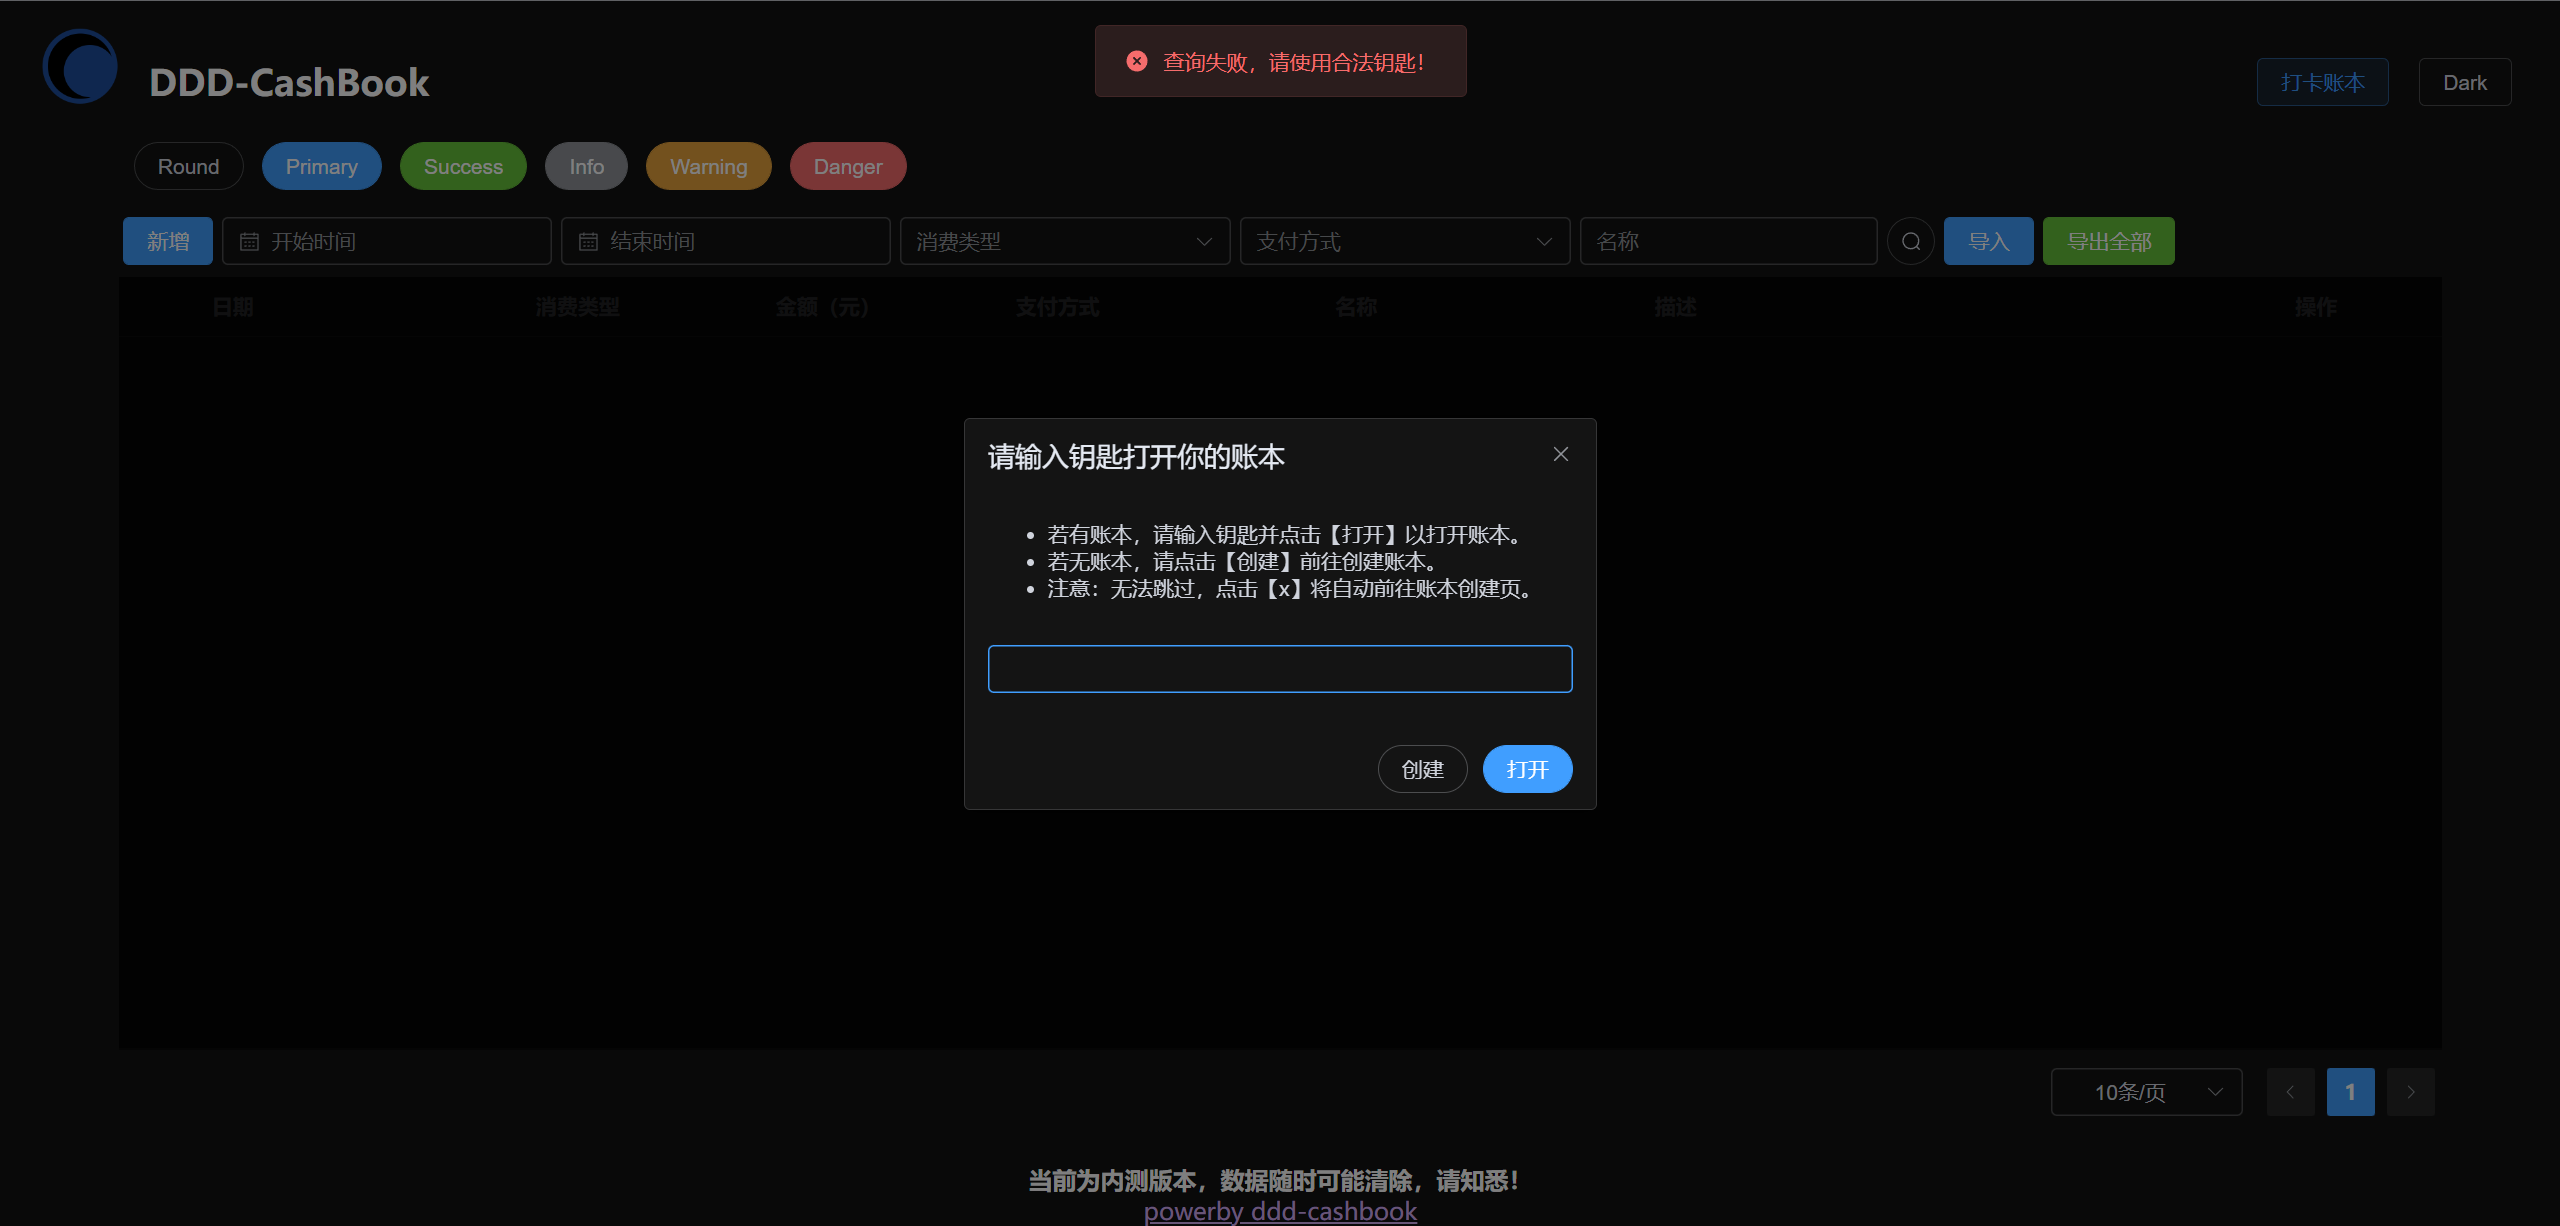 查询失败，请使用合法钥匙！
DDD-CashBook
打卡账本
Dark
Round
Primary
Success
Info
Warning
Danger
新增
开始时间
结束时间
消费类型
支付方式
名称
导入
导出全部
日期
消费类型
金额（元）
支付方式
名称
描述
操作
请输入钥匙打开你的账本
若有账本，请输入钥匙并点击【打开】以打开账本。
若无账本，请点击【创建】前往创建账本。
注意：无法跳过，点击【x】将自动前往账本创建页。
创建
打开
10条/页
1
当前为内测版本，数据随时可能清除，请知悉！
powerby ddd-cashbook